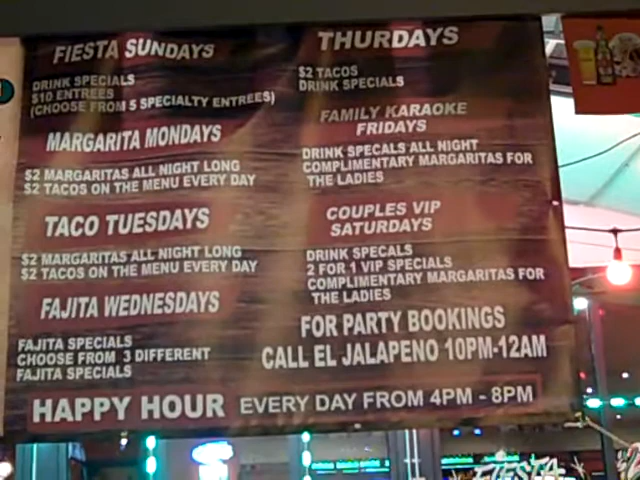 FIESTA SUNDAYS
DRINK SPECIALS
$10 ENTREES
(CHOOSE FROM 5 SPECIALTY ENTREES)
MARGARITA MONDAYS
$2 MARGARITAS ALL NIGHT LONG
$2 TACOS ON THE MENU EVERY DAY
TACO TUESDAYS
$2 MARGARITAS ALL NIGHT LONG
$2 TACOS ON THE MENU EVERY DAY
FAJITA WEDNESDAYS
FAJITA SPECIALS
CHOOSE FROM 3 DIFFERENT
FAJITA SPECIALS
THURDAYS
$2 TACOS
DRINK SPECIALS
FAMILY KARAOKE
FRIDAYS
DRINK SPECALS ALL NIGHT
COMPLIMENTARY MARGARITAS FOR
THE LADIES
COUPLES VIP
SATURDAYS
DRINK SPECALS
2 FOR 1 VIP SPECIALS
COMPLIMENTARY MARGARITAS FOR
THE LADIES
FOR PARTY BOOKINGS
CALL EL JALAPENO 10PM-12AM
HAPPY HOUR EVERY DAY FROM 4PM - 8PM
FIESTA